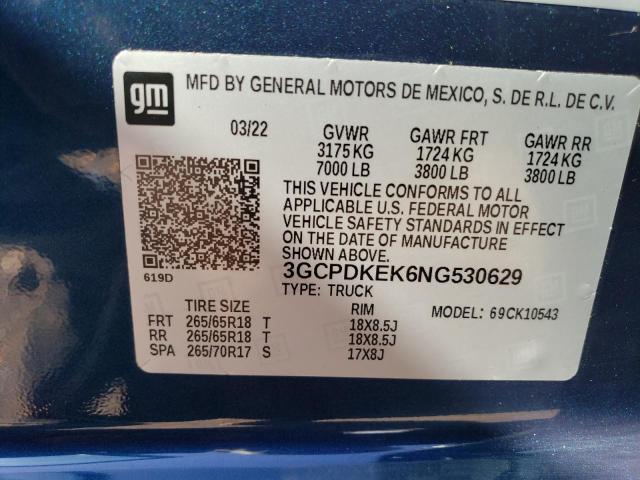 gm
MFD BY GENERAL MOTORS DE MEXICO, S. DE R.L. DE C.V.
03/22 GVWR GAWR FRT GAWR RR
3175 KG 1724 KG 1724 KG
7000 LB 3800 LB 3800 LB
THIS VEHICLE CONFORMS TO ALL
APPLICABLE U.S. FEDERAL MOTOR
VEHICLE SAFETY STANDARDS IN EFFECT
ON THE DATE OF MANUFACTURE
SHOWN ABOVE.
619D
3GCPDKEK6NG530629
TYPE: TRUCK
TIRE SIZE RIM MODEL: 69CK10543
FRT 265/65R18 T 18X8.5J
RR 265/65R18 T 18X8.5J
SPA 265/70R17 S 17X8J